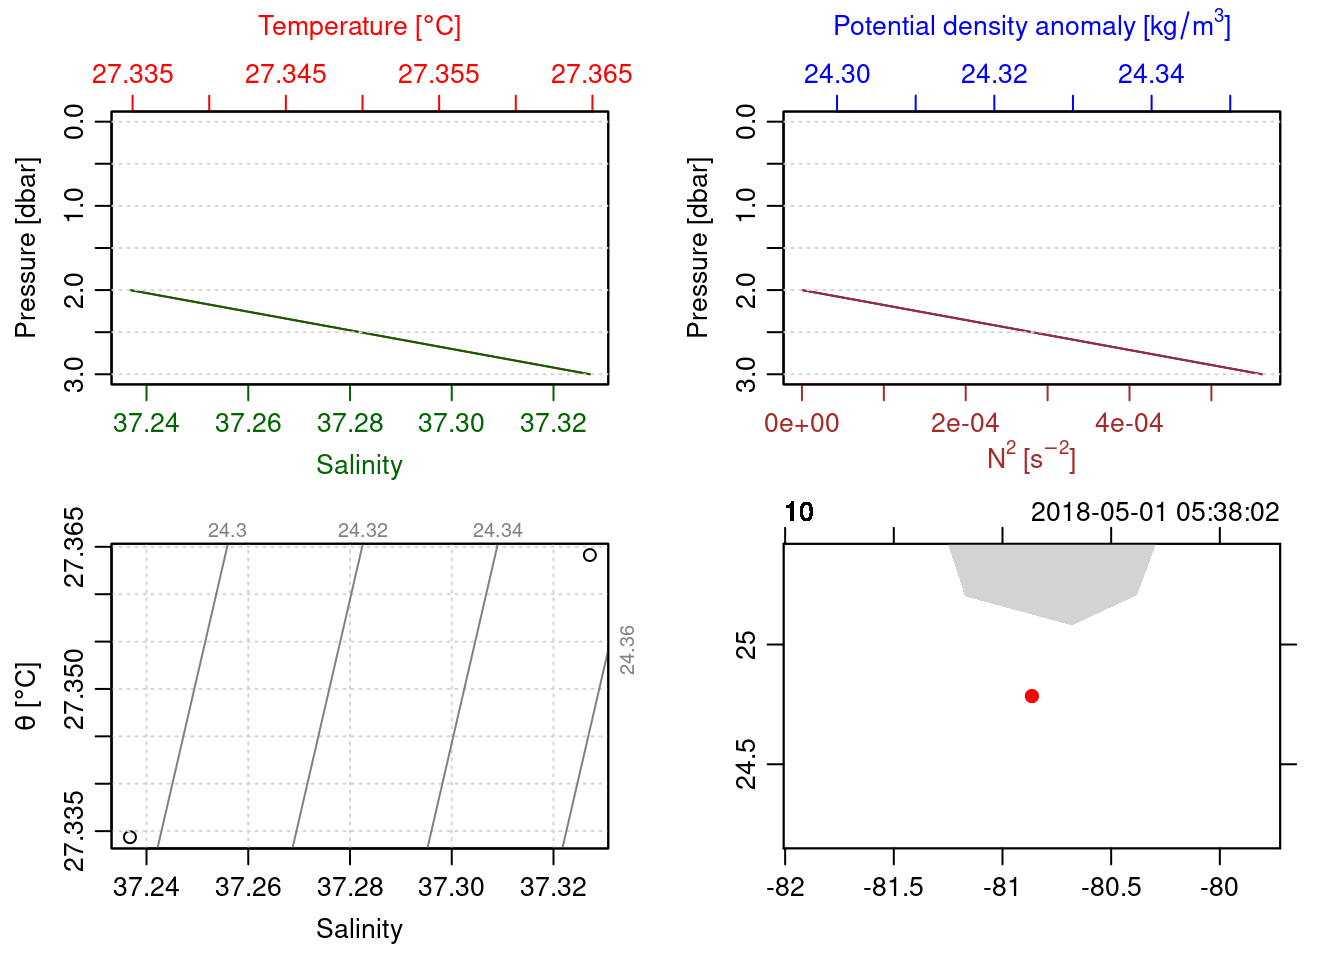 Temperature [°C]
27.335 27.345 27.355 27.365
Pressure [dbar]
0.0
1.0
2.0
3.0
37.24 37.26 37.28 37.30 37.32
Salinity
Potential density anomaly [kg/m³]
24.30 24.32 24.34
Pressure [dbar]
0.0
1.0
2.0
3.0
0e+00 2e-04 4e-04
N² [s⁻²]
24.3 24.32 24.34
24.36
θ [°C]
27.365
27.350
27.335
37.24 37.26 37.28 37.30 37.32
Salinity
10 2018-05-01 05:38:02
25
24.5
-82 -81.5 -81 -80.5 -80